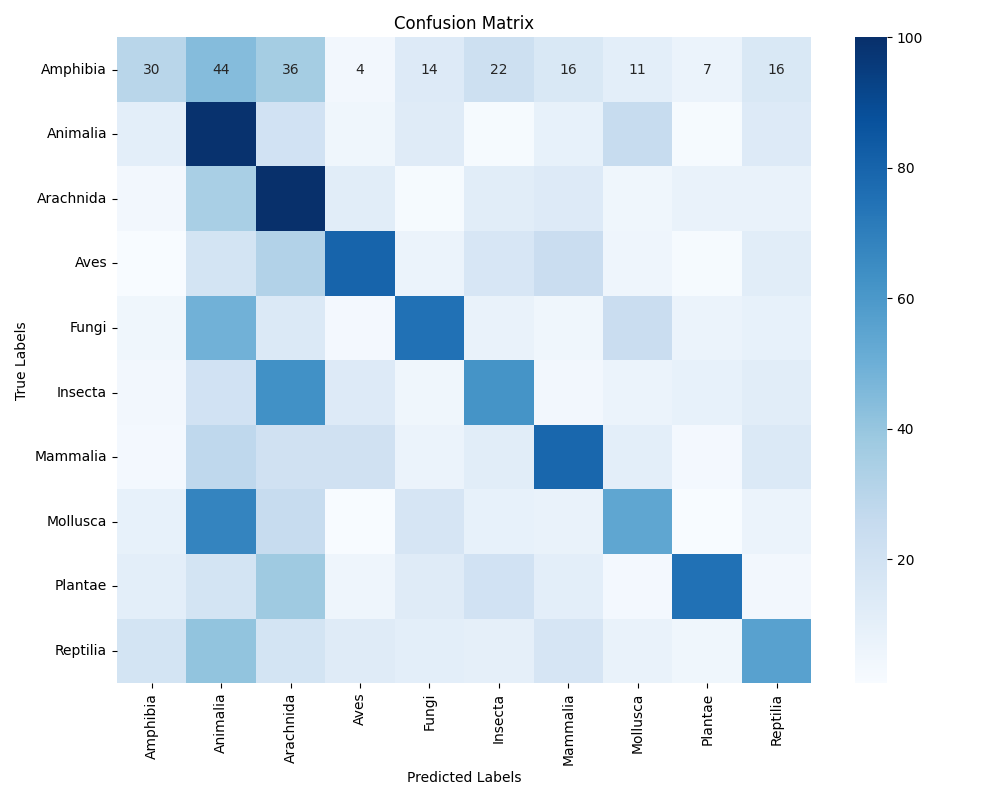 Confusion Matrix
True Labels
Amphibia 30 44 36 4 14 22 16 11 7 16
Animalia
Arachnida
Aves
Fungi
Insecta
Mammalia
Mollusca
Plantae
Reptilia
Amphibia Animalia Arachnida Aves Fungi Insecta Mammalia Mollusca Plantae Reptilia
Predicted Labels
100
80
60
40
20